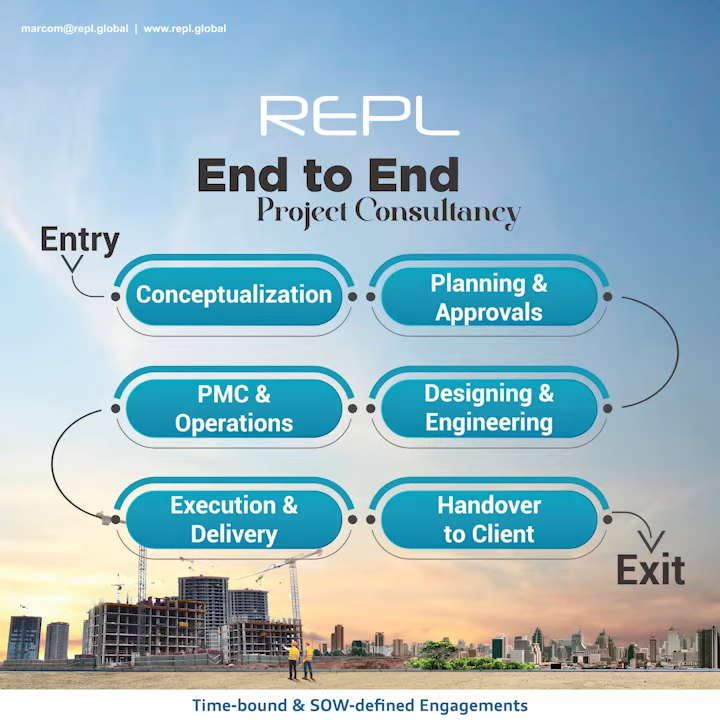 marcom@repl.global | www.repl.global
REPL
End to End
Project Consultancy
Entry
Conceptualization
Planning &
Approvals
Designing &
Engineering
PMC &
Operations
Execution &
Delivery
Handover
to Client
Exit
Time-bound & SOW-defined Engagements